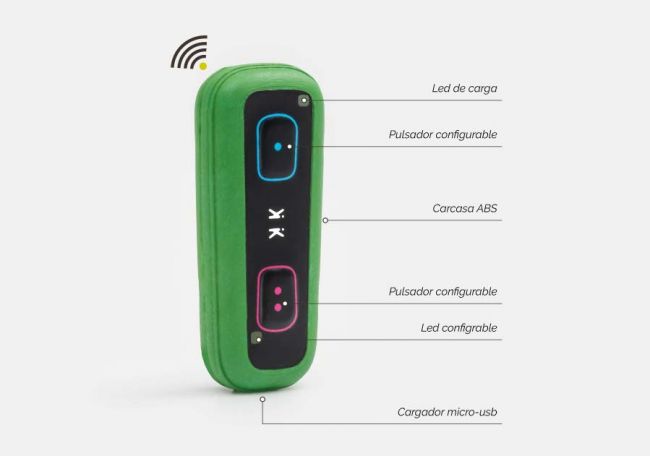 Led de carga
Pulsador configurable
Carcasa ABS
Pulsador configurable
Led configrable
Cargador micro-usb